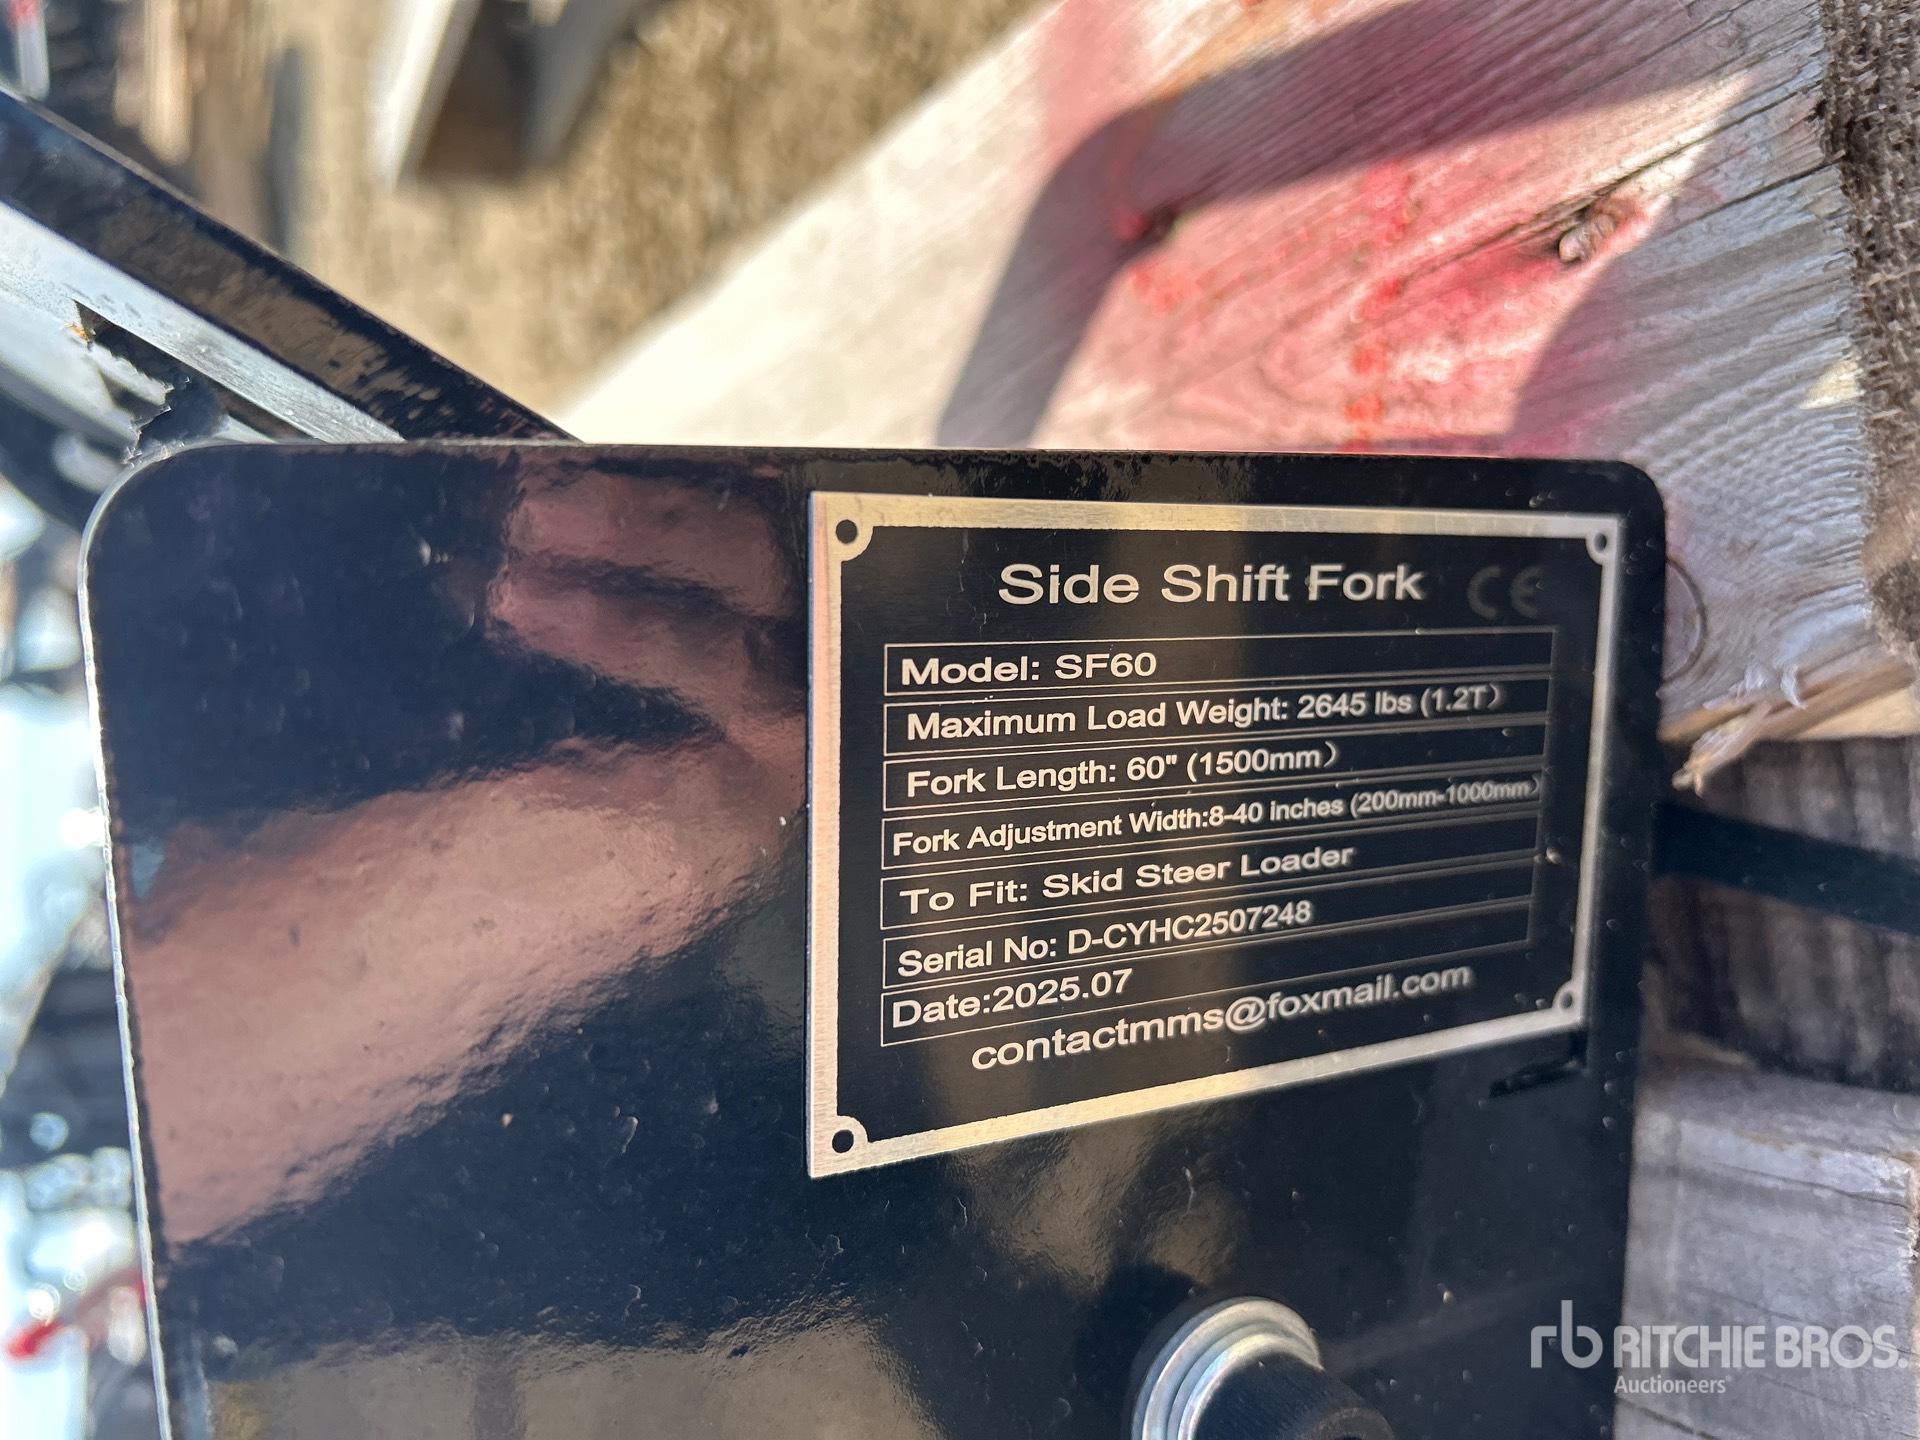 Side Shift Fork CE
Model: SF60
Maximum Load Weight: 2645 lbs (1.2T)
Fork Length: 60" (1500mm)
Fork Adjustment Width:8-40 inches (200mm-1000mm)
To Fit: Skid Steer Loader
Serial No: D-CYHC2507248
Date:2025.07
contactmms@foxmail.com
rb RITCHIE BROS.
Auctioneers